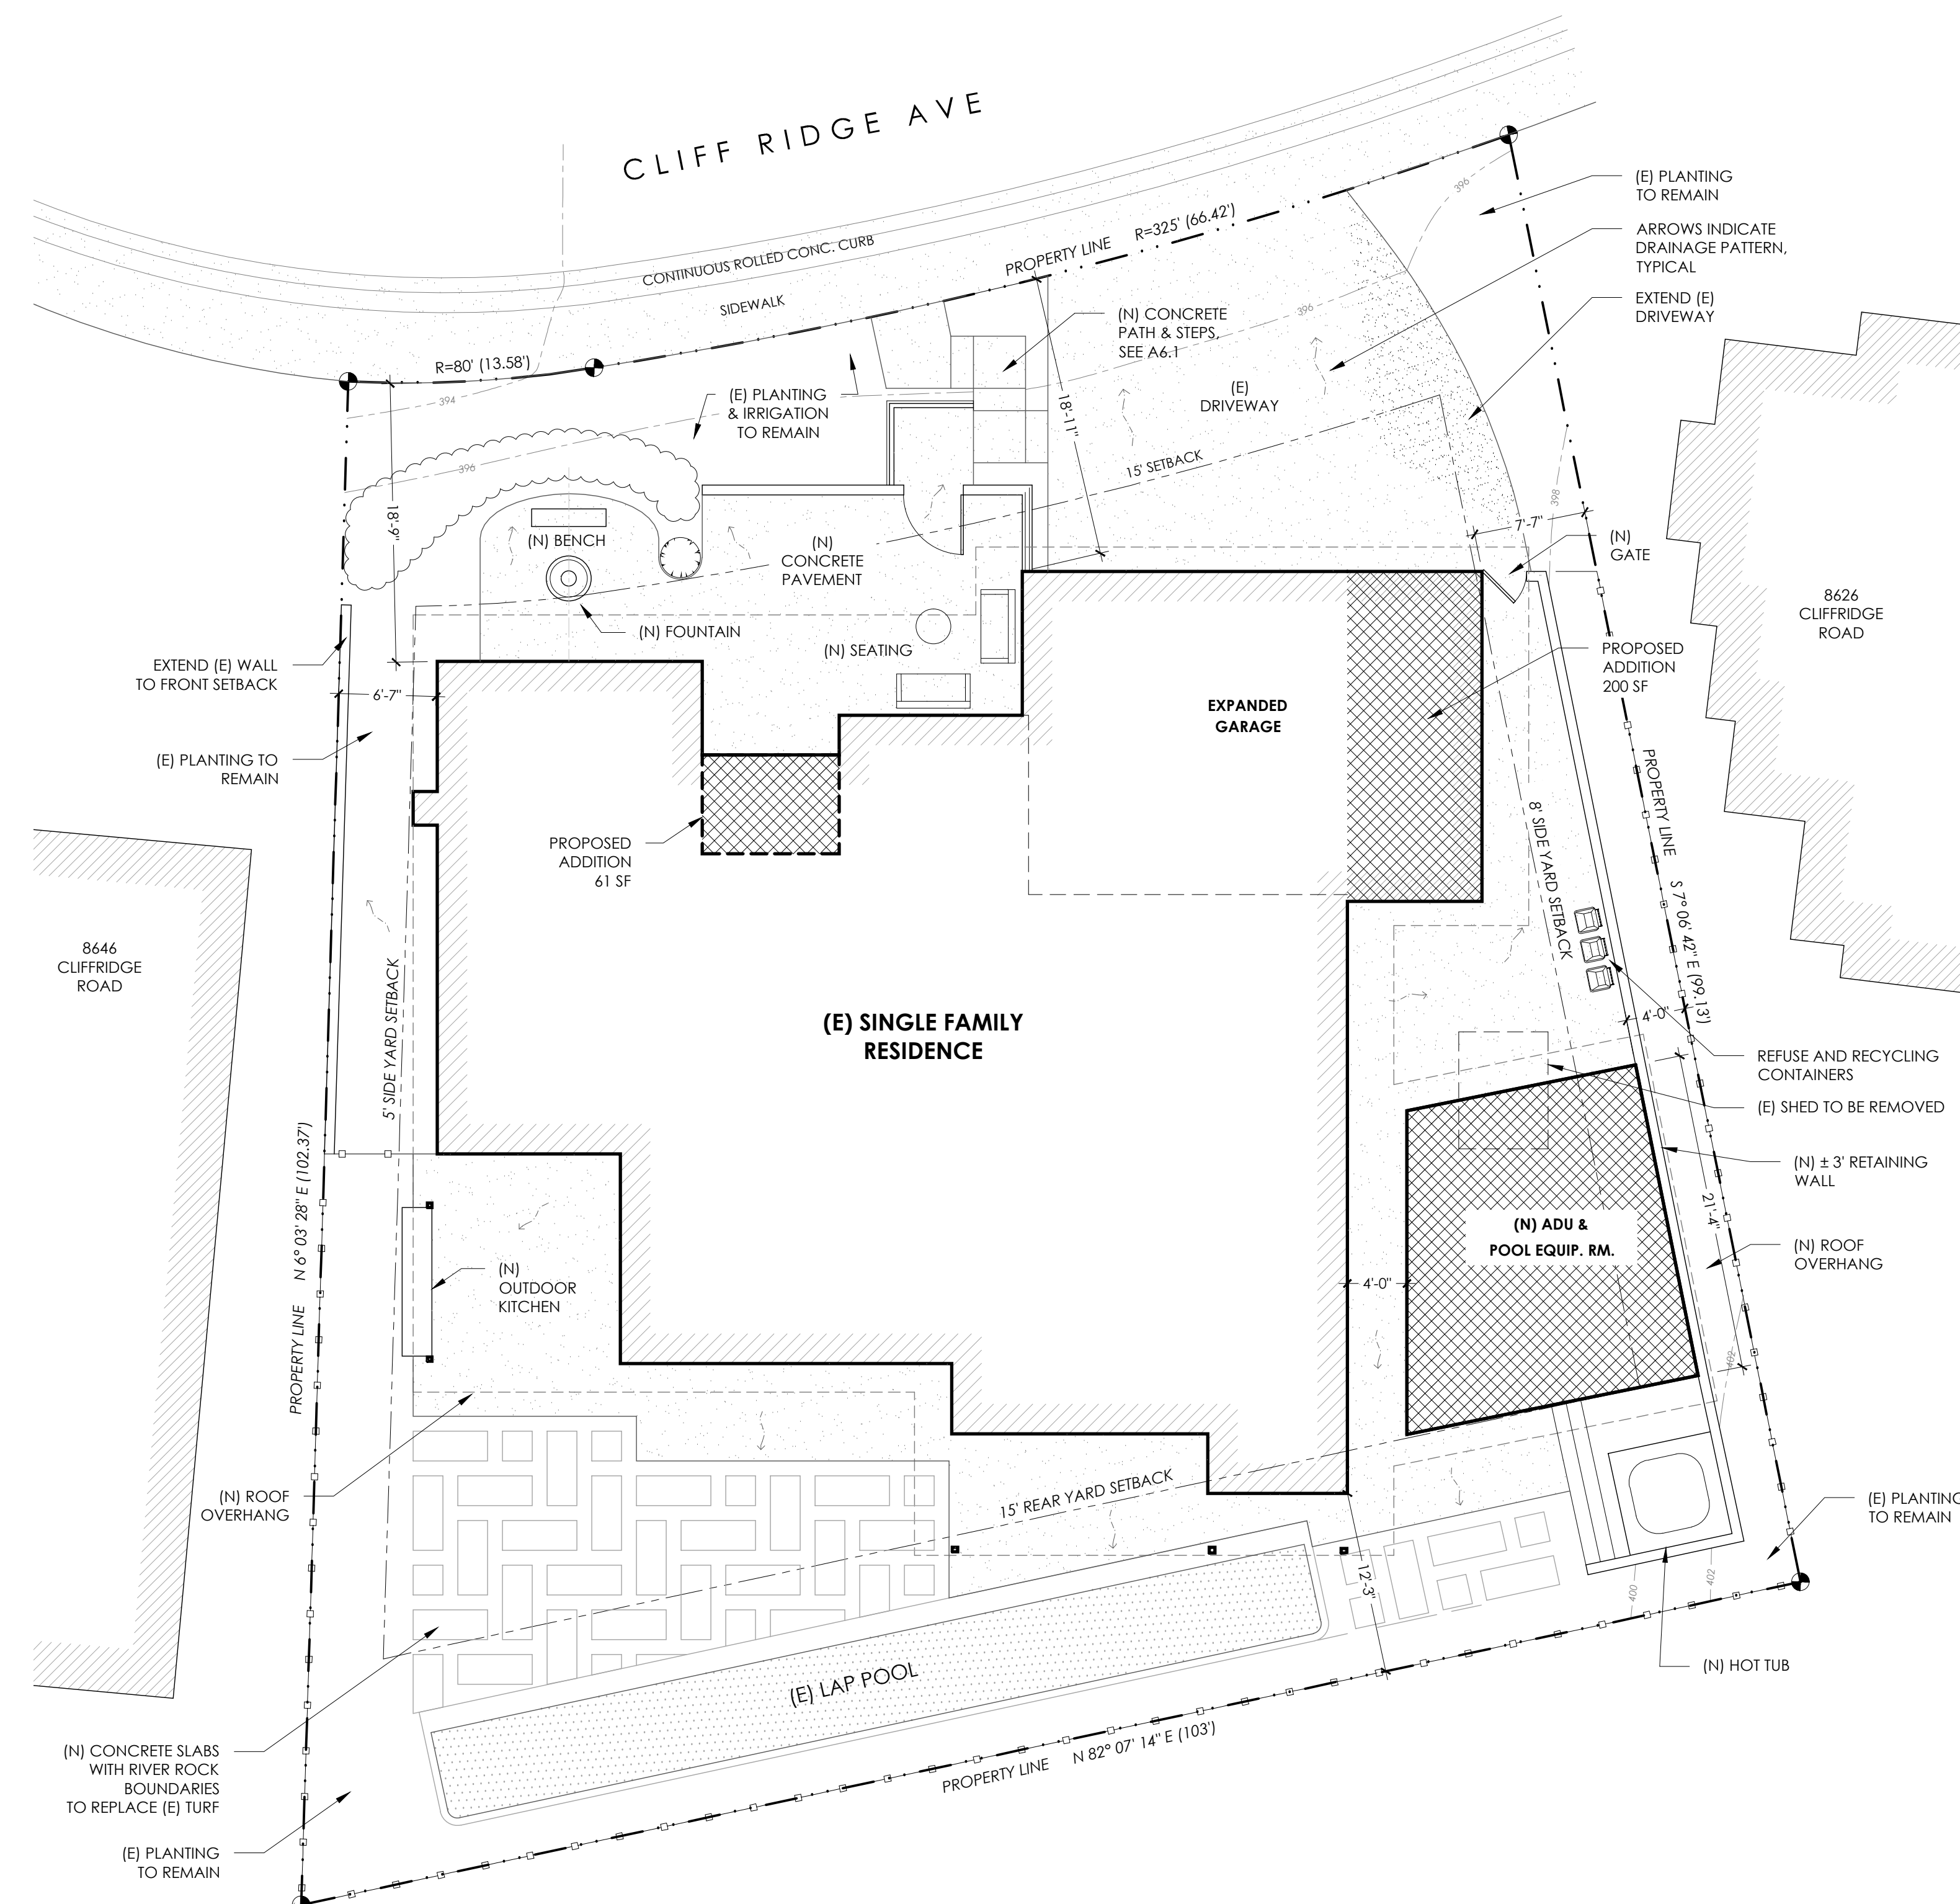 CLIFF RIDGE AVE
CONTINUOUS ROLLED CONC. CURB
SIDEWALK
PROPERTY LINE R=325' (66.42')
R=80' (13.58')
396
(E) PLANTING
TO REMAIN
ARROWS INDICATE
DRAINAGE PATTERN,
TYPICAL
EXTEND (E)
DRIVEWAY
(N) CONCRETE
PATH & STEPS,
SEE A6.1
396
(E)
DRIVEWAY
18'-11"
15' SETBACK
394
(E) PLANTING
& IRRIGATION
TO REMAIN
396
18'-9"
(N) BENCH
(N)
CONCRETE
PAVEMENT
398
7'-7"
(N)
GATE
8626
CLIFFRIDGE
ROAD
(N) FOUNTAIN
(N) SEATING
EXTEND (E) WALL
TO FRONT SETBACK
6'-7"
PROPOSED
ADDITION
200 SF
EXPANDED
GARAGE
(E) PLANTING TO
REMAIN
PROPOSED
ADDITION
61 SF
PROPERTY LINE S 7° 06' 42" E (99.13')
8' SIDE YARD SETBACK
8646
CLIFFRIDGE
ROAD
5' SIDE YARD SETBACK
(E) SINGLE FAMILY
RESIDENCE
4'-0"
REFUSE AND RECYCLING
CONTAINERS
(E) SHED TO BE REMOVED
(N) ± 3' RETAINING
WALL
21'-4"
(N) ADU &
POOL EQUIP. RM.
(N) ROOF
OVERHANG
4'-0"
PROPERTY LINE N 6° 03' 28" E (102.37')
(N)
OUTDOOR
KITCHEN
402
(N) ROOF
OVERHANG
15' REAR YARD SETBACK
(E) PLANTING
TO REMAIN
12'-3"
400
402
(N) HOT TUB
(E) LAP POOL
PROPERTY LINE N 82° 07' 14" E (103')
(N) CONCRETE SLABS
WITH RIVER ROCK
BOUNDARIES
TO REPLACE (E) TURF
(E) PLANTING
TO REMAIN